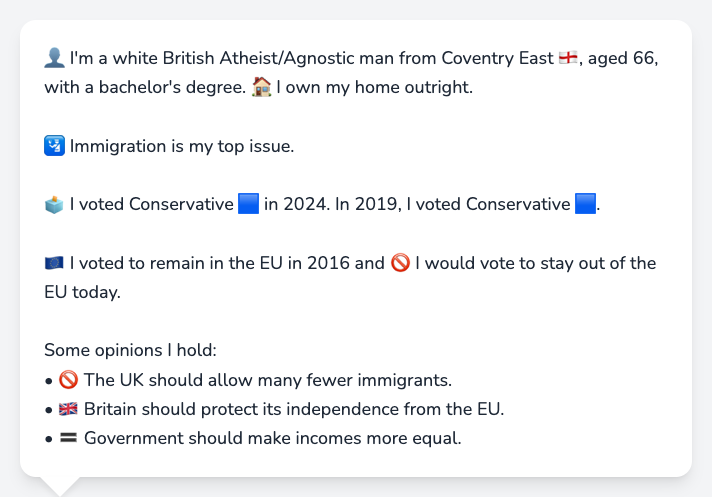 👤 I'm a white British Atheist/Agnostic man from Coventry East 🏴󠁧󠁢󠁥󠁮󠁧󠁿, aged 66,
with a bachelor's degree. 🏠 I own my home outright.
🛂 Immigration is my top issue.
🗳️ I voted Conservative 🟦 in 2024. In 2019, I voted Conservative 🟦.
🇪🇺 I voted to remain in the EU in 2016 and 🚫 I would vote to stay out of the
EU today.
Some opinions I hold:
• 🚫 The UK should allow many fewer immigrants.
• 🇬🇧 Britain should protect its independence from the EU.
• 🟰 Government should make incomes more equal.